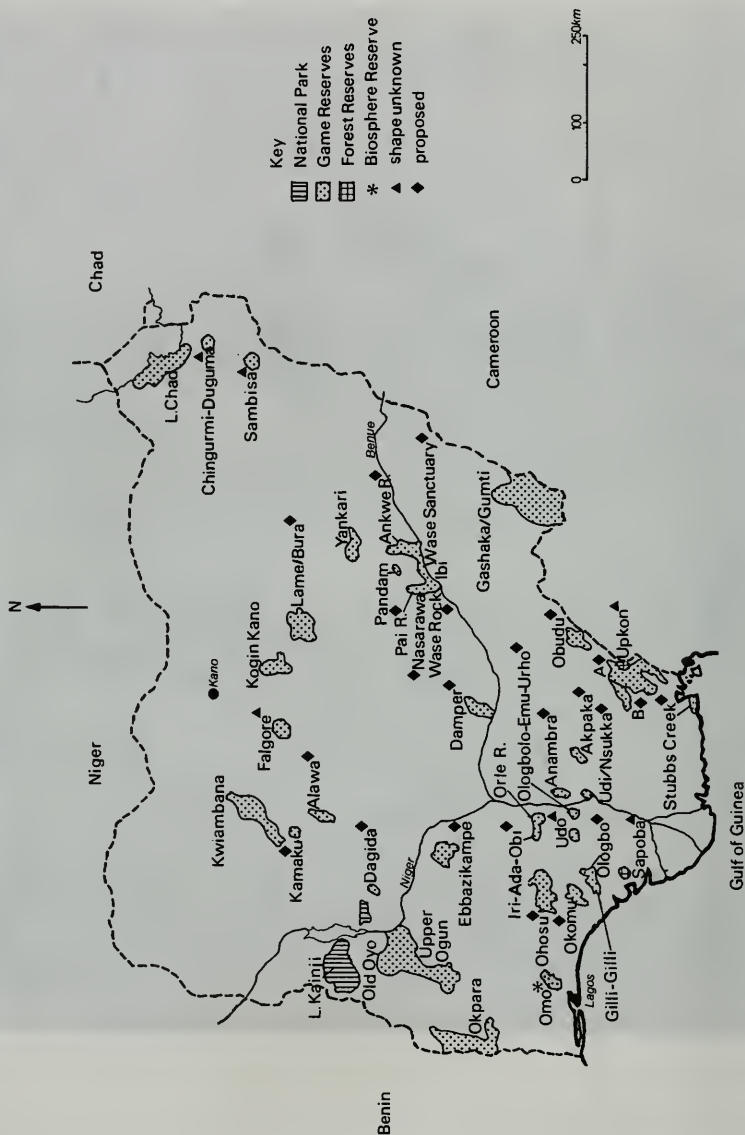 N
Niger
Chad
Benin
Cameroon
Gulf of Guinea
L.Chad
Chingurmi-Duguma
Sambisa
Kano
Kwiambana
Falgore
Kogin Kano
Lame/Bura
Yankari
Kamaku
Alawa
Dagida
L.Kainji
Old Oyo
Upper
Ogun
Okpara
Niger
Ebbazikampe
Pandam
Pai R.
Nasarawa
Wase Rock
Ankwe R.
Wase Sanctuary
Ibi
Benue
Damper
Gashaka/Gumti
Orle R.
Ologbolo-Emu-Urho
Iri-Ada-Obi
Anambra
Akpaka
Udi/Nsukka
Obudu
A
Upkon
B
Stubbs Creek
Udo
Ologbo
Sapoba
Ohosu
Okomu
Omo
Lagos
Gilli-Gilli
Key
National Park
Game Reserves
Forest Reserves
* Biosphere Reserve
shape unknown
proposed
0 100 250km